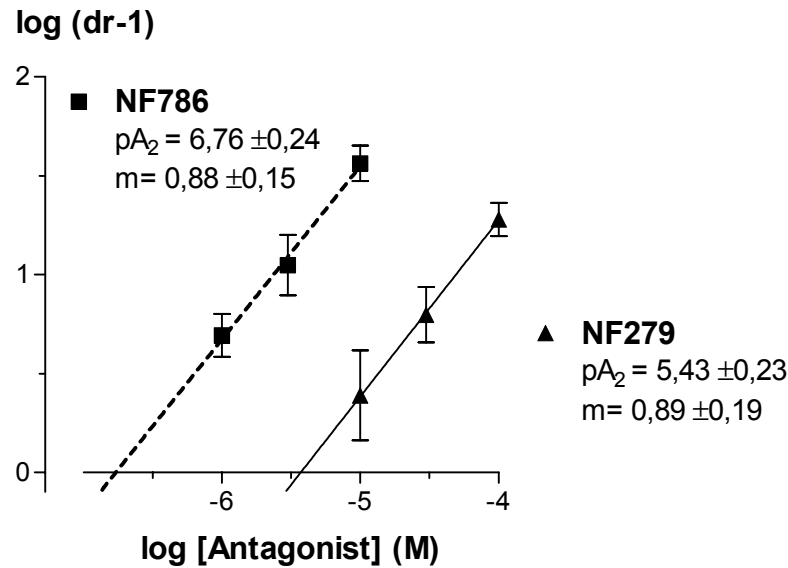 log (dr-1)
2
NF786
pA₂ = 6,76 ±0,24
m= 0,88 ±0,15
1
NF279
pA₂ = 5,43 ±0,23
m= 0,89 ±0,19
0
-6 -5 -4
log [Antagonist] (M)